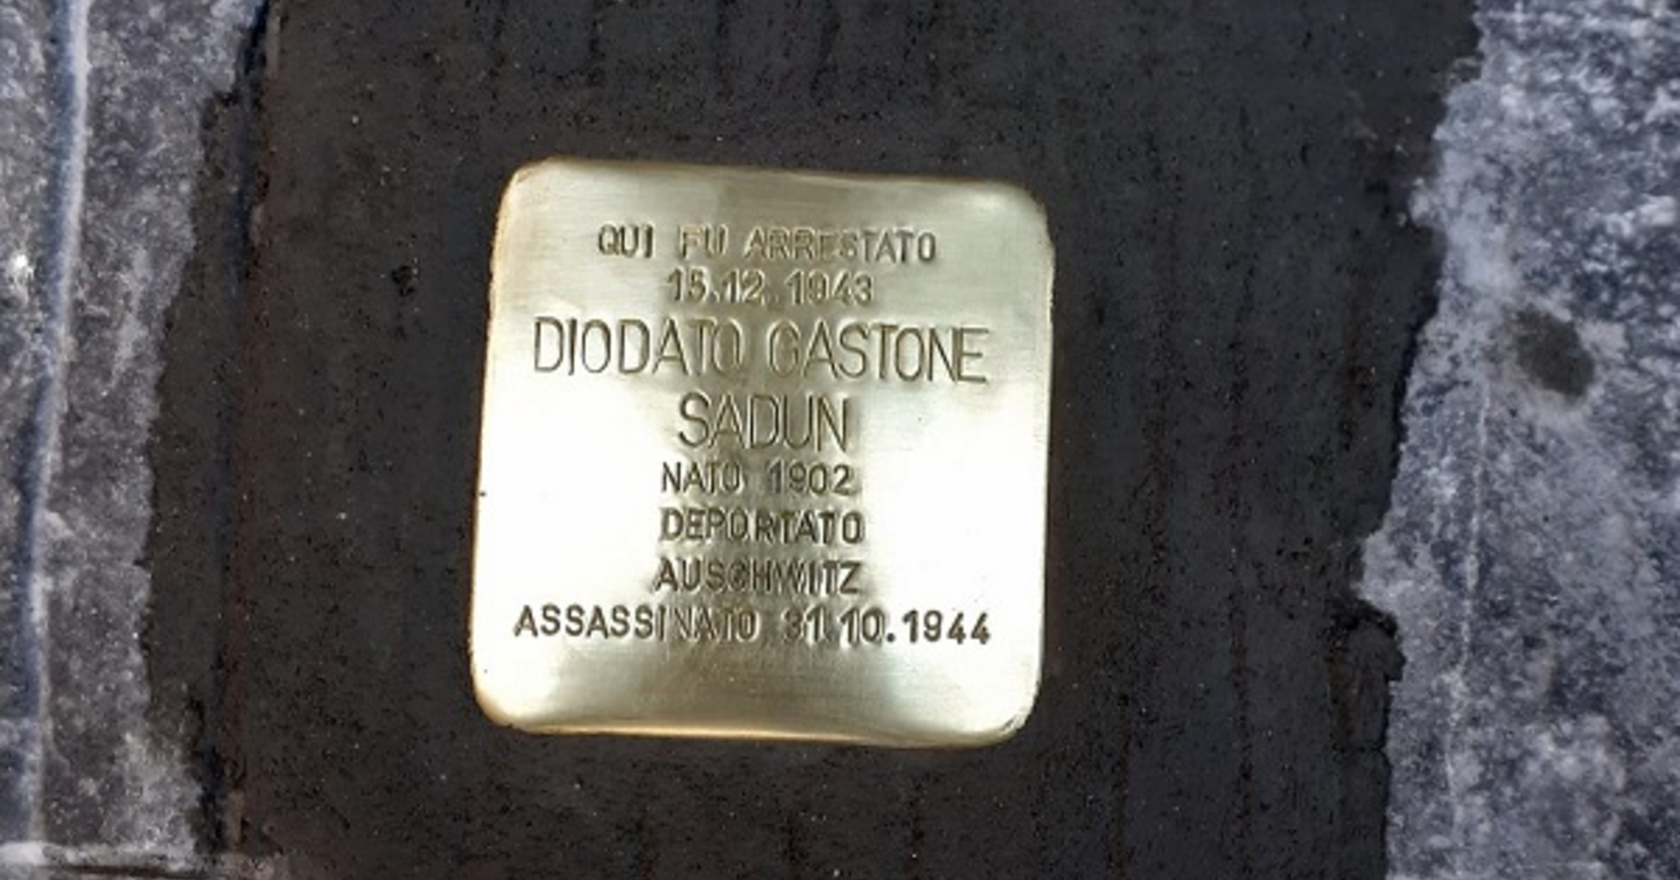 QUI FU ARRESTATO
15.12.1943
DIODATO GASTONE
SADUN
NATO 1902
DEPORTATO
AUSCHWITZ
ASSASSINATO 31.10.1944